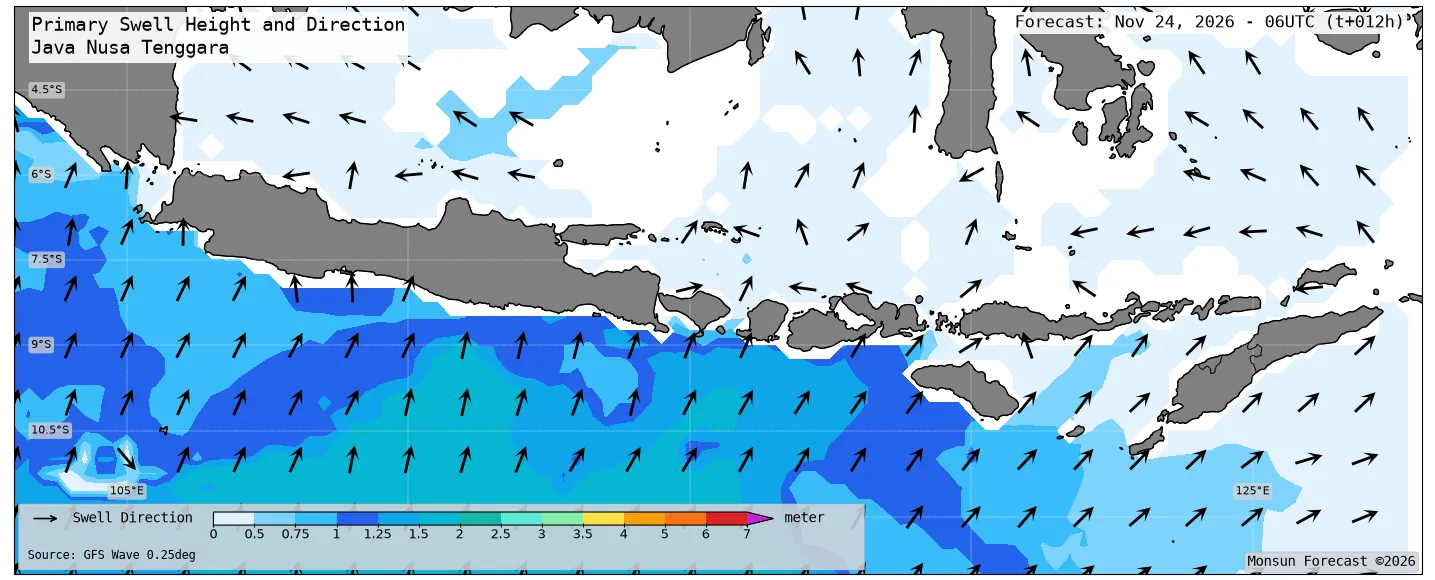 Primary Swell Height and Direction
Java Nusa Tenggara
Forecast: Nov 24, 2026 - 06UTC (t+012h)
4.5°S
6°S
7.5°S
9°S
10.5°S
105°E
125°E
Swell Direction
0 0.5 0.75 1 1.25 1.5 2 2.5 3 3.5 4 5 6 7
meter
Source: GFS Wave 0.25deg
Monsun Forecast ©2026